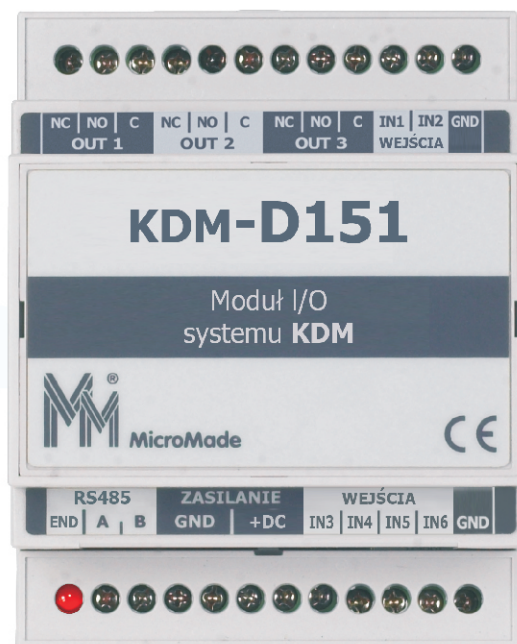 NC NO C NC NO C NC NO C IN1 IN2 GND
OUT 1 OUT 2 OUT 3 WEJŚCIA
KDM-D151
Moduł I/O
systemu KDM
MM ®
MicroMade
CE
RS485 ZASILANIE WEJŚCIA
END A B GND +DC IN3 IN4 IN5 IN6 GND